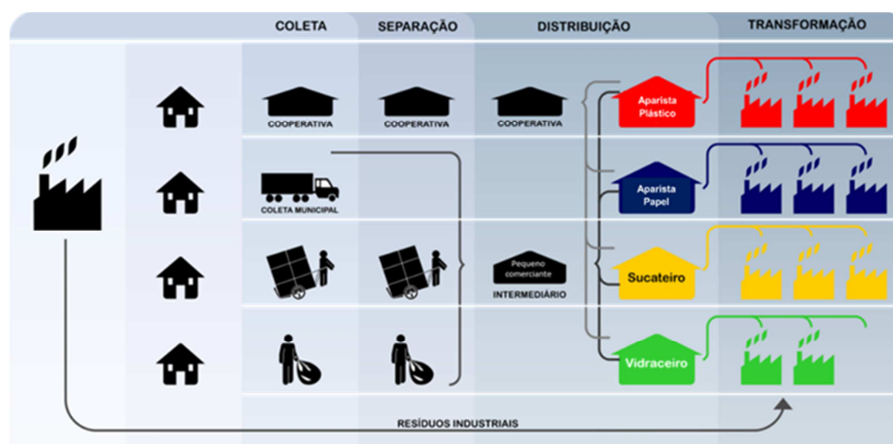 COLETA
SEPARAÇÃO
DISTRIBUIÇÃO
TRANSFORMAÇÃO
COOPERATIVA
COOPERATIVA
COOPERATIVA
Aparista
Plástico
COLETA MUNICIPAL
Aparista
Papel
Pequeno
comerciante
INTERMEDIÁRIO
Sucateiro
Vidraceiro
RESÍDUOS INDUSTRIAIS